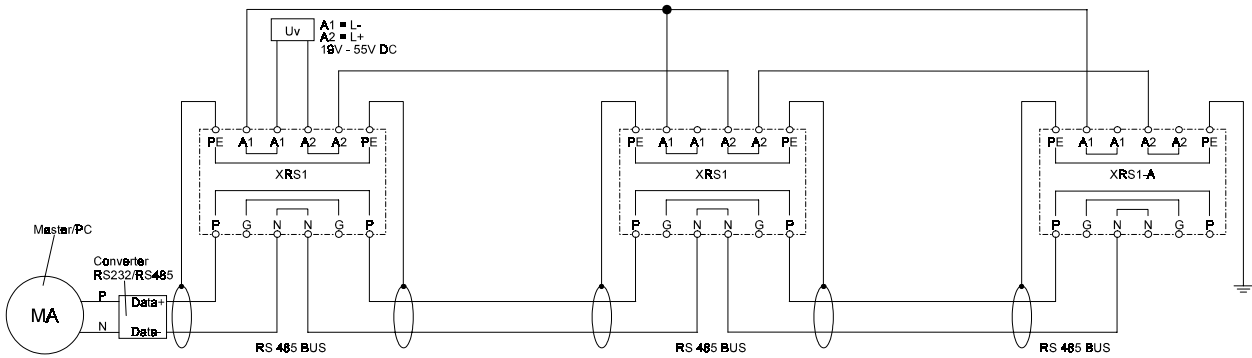 Uv
A1 = L-
A2 = L+
19V - 55V DC
PE A1 A1 A2 A2 PE
XRS1
P G N N G P
PE A1 A1 A2 A2 PE
XRS1
P G N N G P
PE A1 A1 A2 A2 PE
XRS1-A
P G N N G P
Master/PC
Converter
RS232/RS485
MA
P
N
Data+
Data-
RS 485 BUS
RS 485 BUS
RS 485 BUS